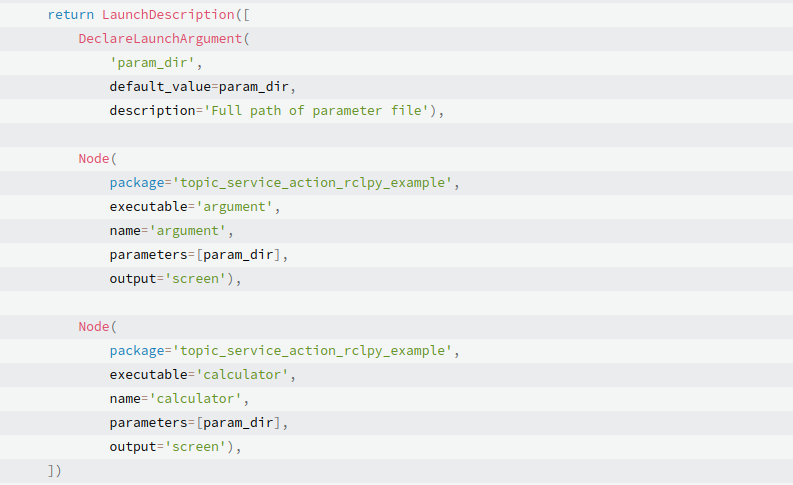 return LaunchDescription([
DeclareLaunchArgument(
'param_dir',
default_value=param_dir,
description='Full path of parameter file'),
Node(
package='topic_service_action_rclpy_example',
executable='argument',
name='argument',
parameters=[param_dir],
output='screen'),
Node(
package='topic_service_action_rclpy_example',
executable='calculator',
name='calculator',
parameters=[param_dir],
output='screen'),
])